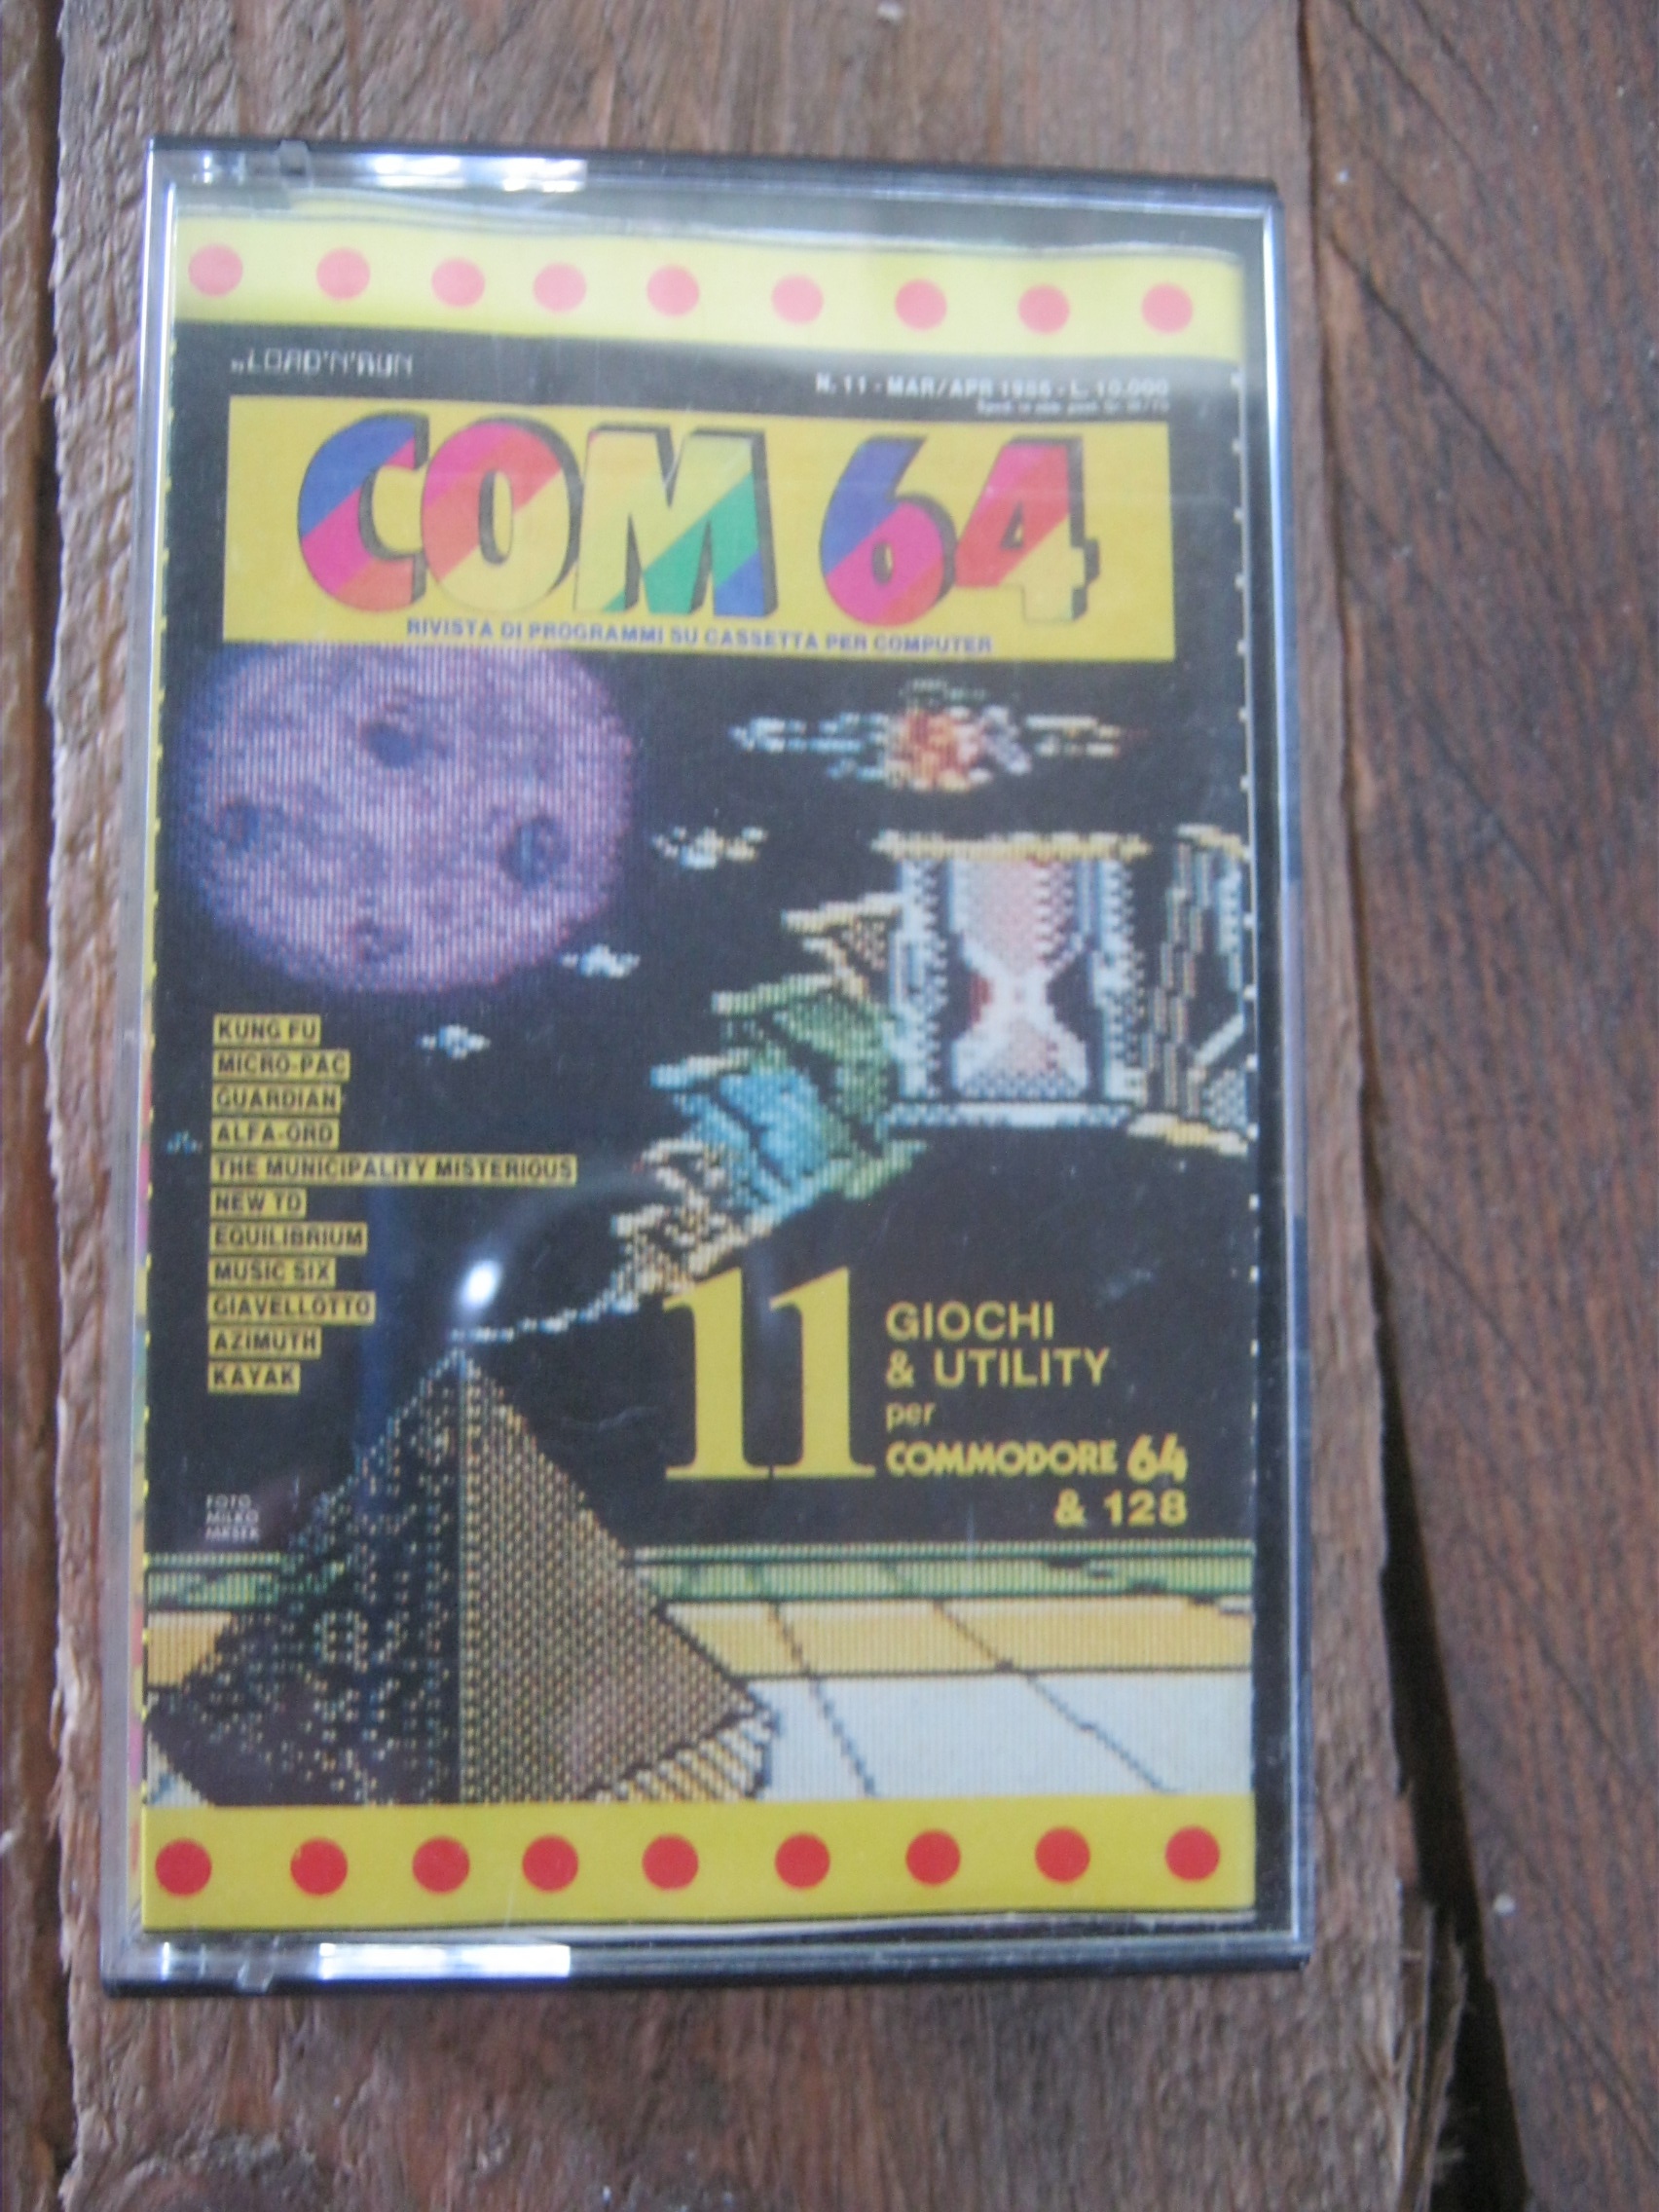 LOAD'N'RUN
N. 11 - MAR/APR 1986 - L. 10.000
COM 64
RIVISTA DI PROGRAMMI SU CASSETTA PER COMPUTER
KUNG FU
MICRO-PAC
GUARDIAN
ALFA-ORD
THE MUNICIPALITY MISTERIOUS
NEW TD
EQUILIBRIUM
MUSIC SIX
GIAVELLOTTO
AZIMUTH
KAYAK
11 GIOCHI
& UTILITY
per
COMMODORE 64
& 128
FOTO
MILKO